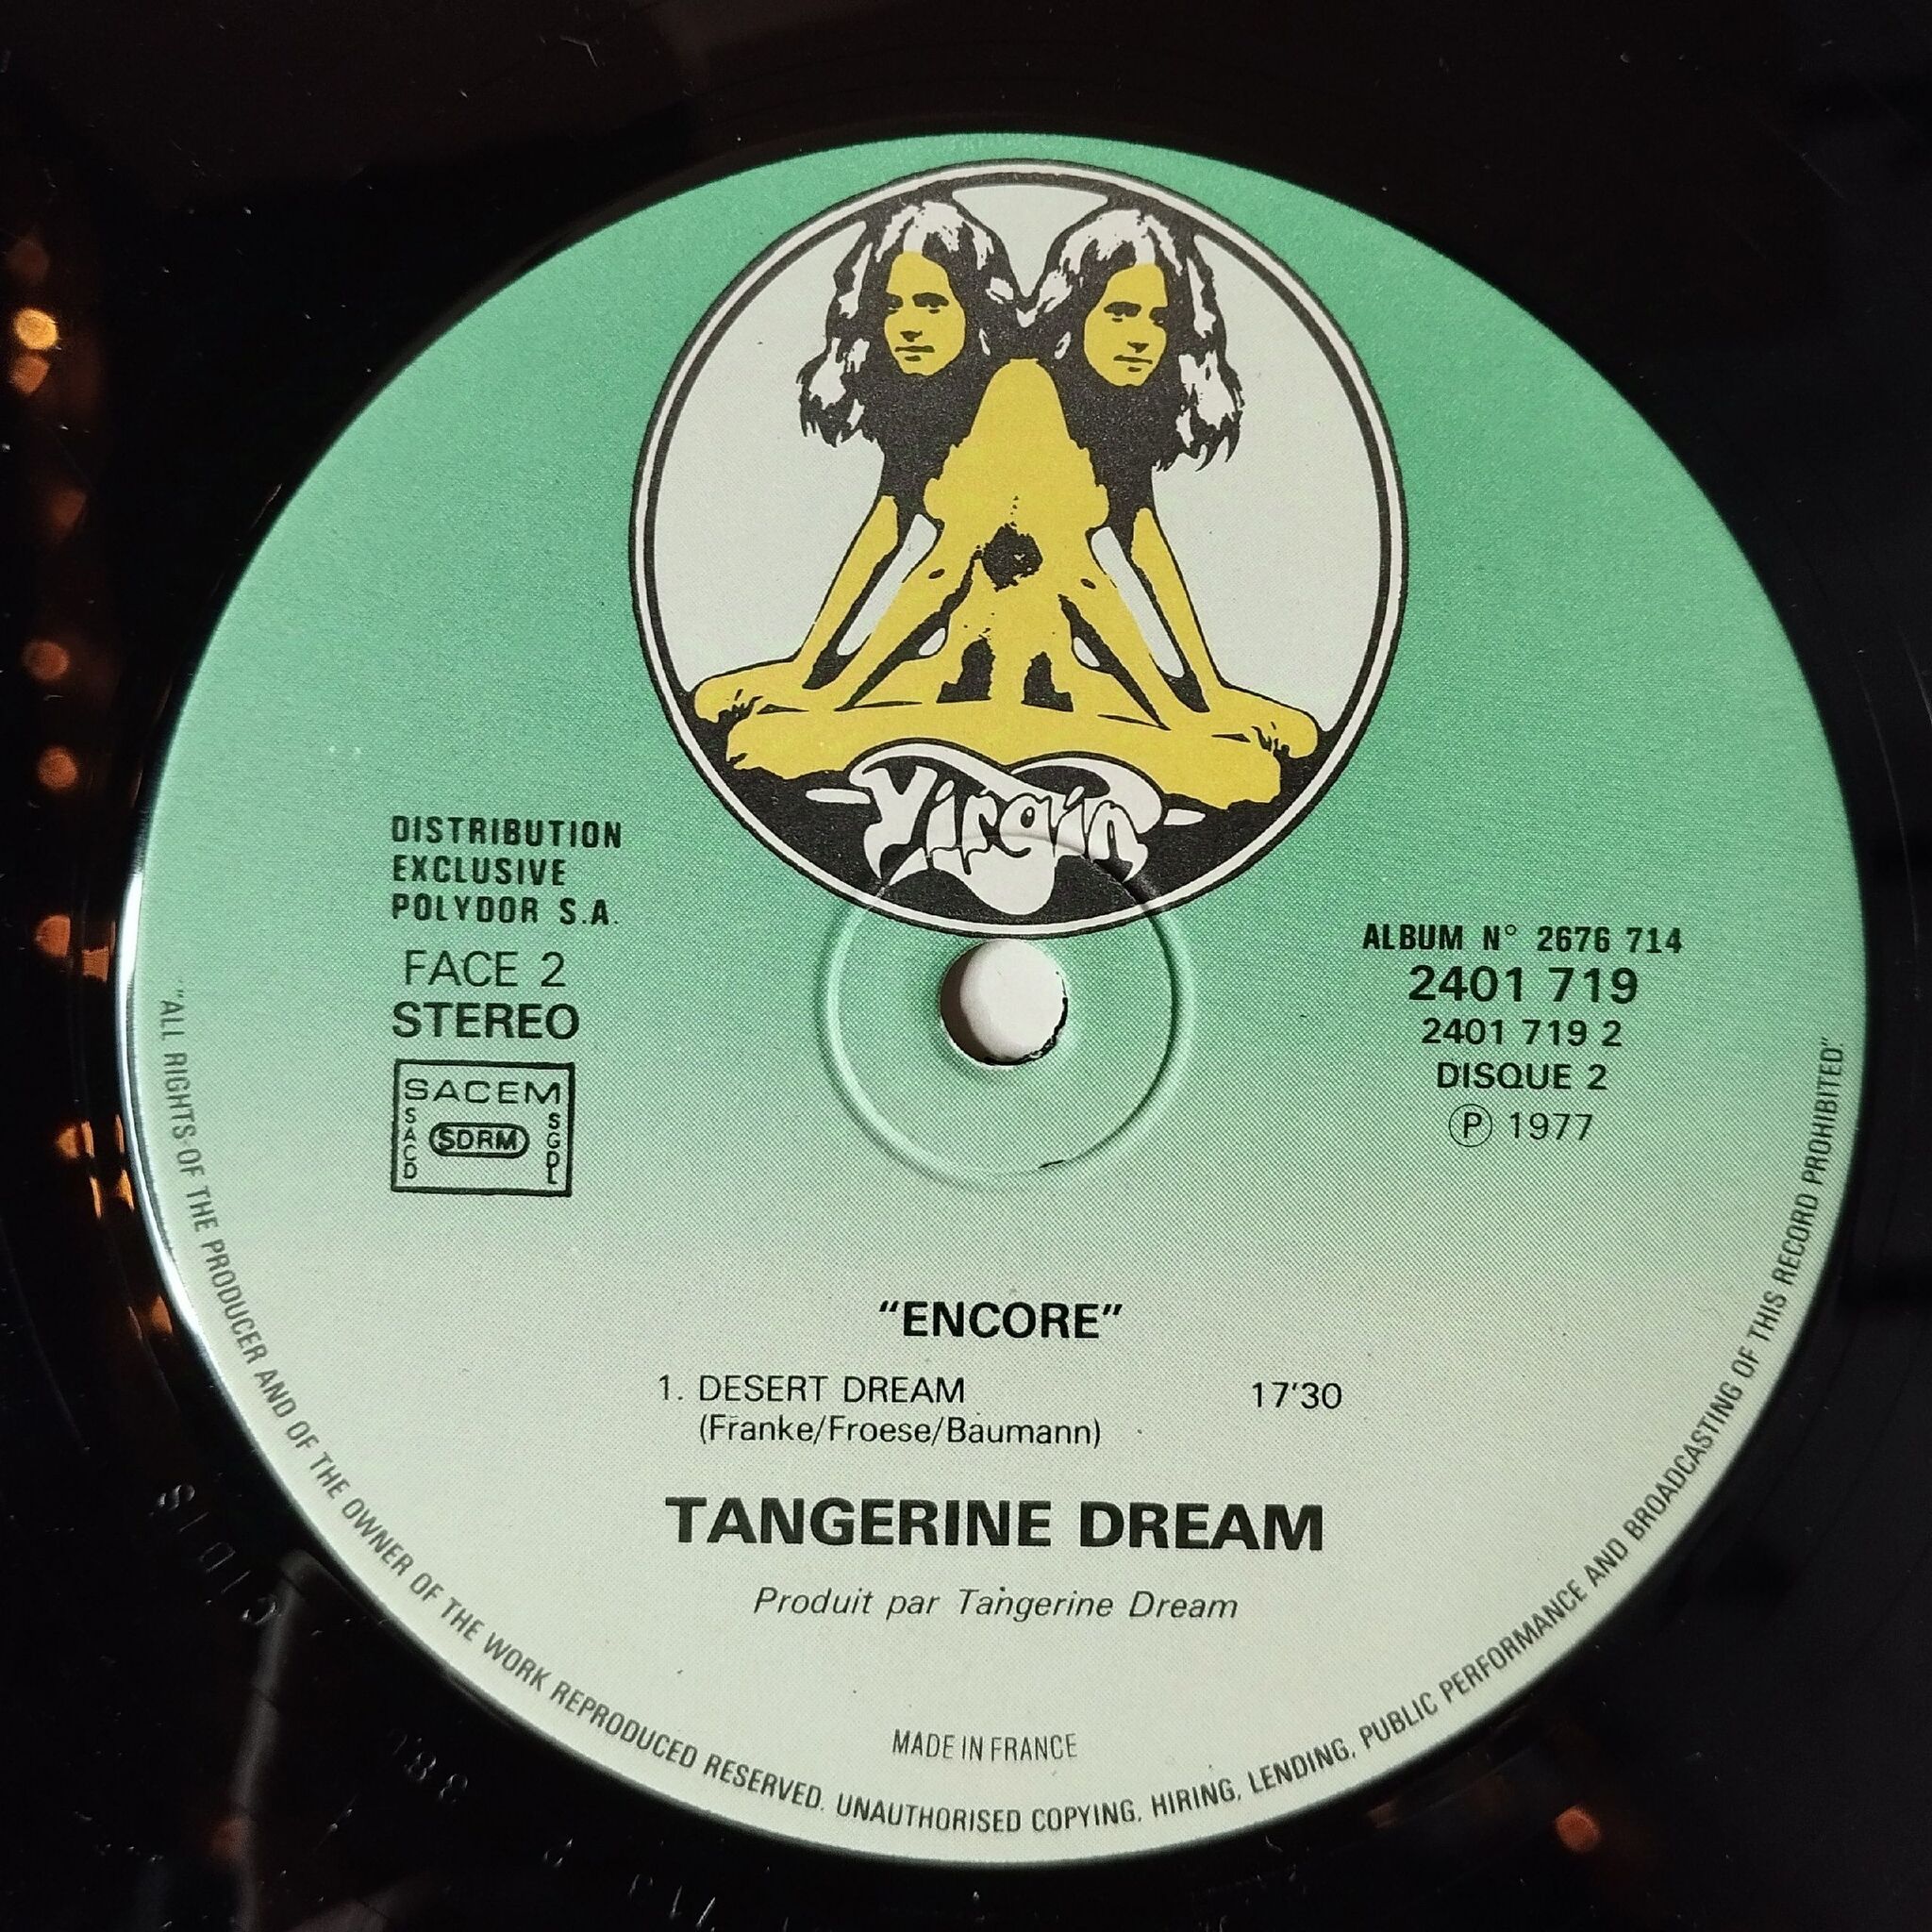 Virgin
DISTRIBUTION
EXCLUSIVE
POLYDOR S.A.
FACE 2
STEREO
SACEM
SACD
SDRM
SGDL
ALBUM N° 2676 714
2401 719
2401 719 2
DISQUE 2
Ⓟ 1977
“ENCORE”
1. DESERT DREAM 17'30
(Franke/Froese/Baumann)
TANGERINE DREAM
Produit par Tangerine Dream
MADE IN FRANCE
"ALL RIGHTS OF THE PRODUCER AND OF THE OWNER OF THE WORK REPRODUCED RESERVED. UNAUTHORISED COPYING, HIRING, LENDING, PUBLIC PERFORMANCE AND BROADCASTING OF THIS RECORD PROHIBITED."